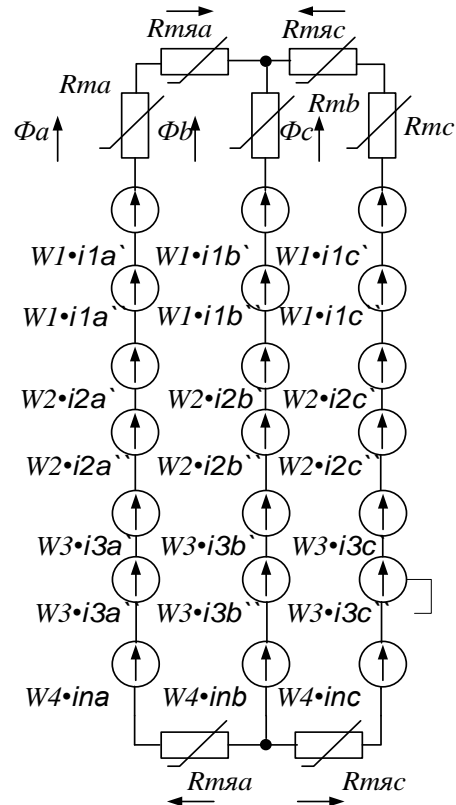 Rmяa Rmяc
Rma Rmb
Φa Φb Φc Rmc
W1•i1a` W1•i1b` W1•i1c`
W1•i1a`` W1•i1b`` W1•i1c``
W2•i2a` W2•i2b` W2•i2c`
W2•i2a`` W2•i2b`` W2•i2c``
W3•i3a` W3•i3b` W3•i3c`
W3•i3a`` W3•i3b`` W3•i3c``
W4•ina W4•inb W4•inc
Rmяa Rmяc